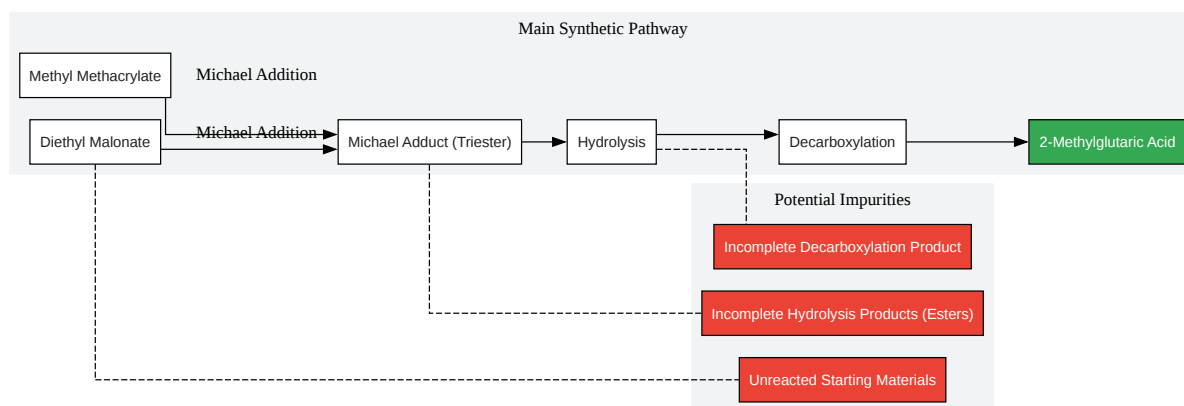 Main Synthetic Pathway
Methyl Methacrylate
Michael Addition
Diethyl Malonate
Michael Addition
Michael Adduct (Triester)
Hydrolysis
Decarboxylation
2-Methylglutaric Acid
Potential Impurities
Incomplete Decarboxylation Product
Incomplete Hydrolysis Products (Esters)
Unreacted Starting Materials